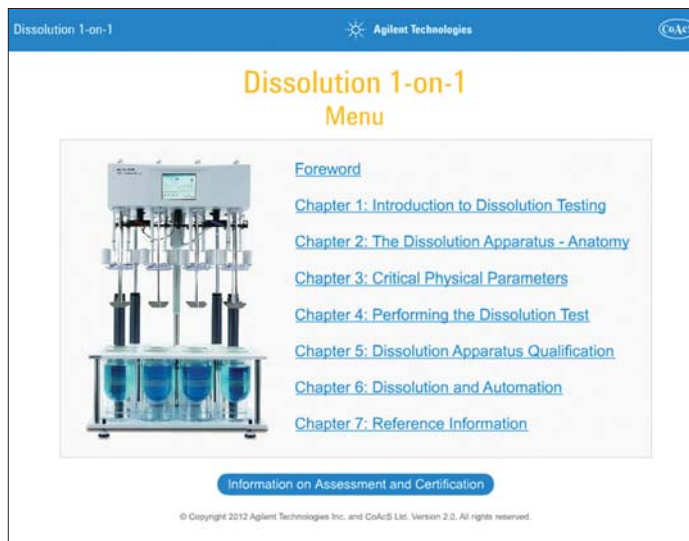 Dissolution 1-on-1
Agilent Technologies
CoAcS
Dissolution 1-on-1
Menu
Foreword
Chapter 1: Introduction to Dissolution Testing
Chapter 2: The Dissolution Apparatus - Anatomy
Chapter 3: Critical Physical Parameters
Chapter 4: Performing the Dissolution Test
Chapter 5: Dissolution Apparatus Qualification
Chapter 6: Dissolution and Automation
Chapter 7: Reference Information
Information on Assessment and Certification
© Copyright 2012 Agilent Technologies Inc. and CoAcS Ltd. Version 2.0. All rights reserved.